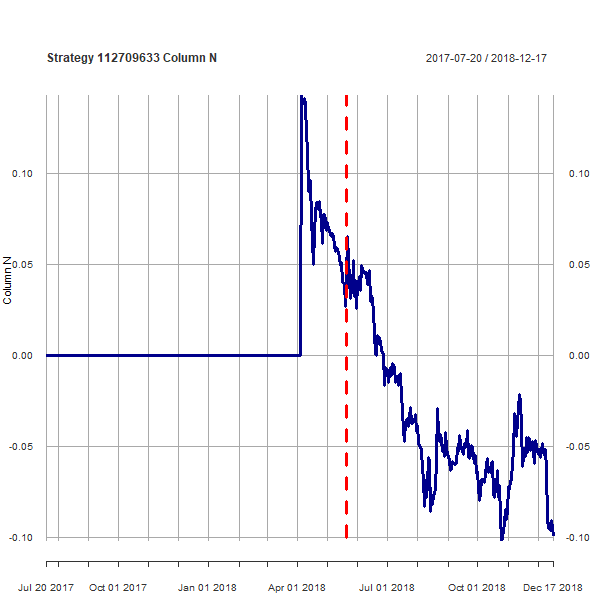 Strategy 112709633 Column N
2017-07-20 / 2018-12-17
0.10 0.10
0.05 0.05
Column N
0.00 0.00
-0.05 -0.05
-0.10 -0.10
Jul 20 2017 Oct 01 2017 Jan 01 2018 Apr 01 2018 Jul 01 2018 Oct 01 2018 Dec 17 2018